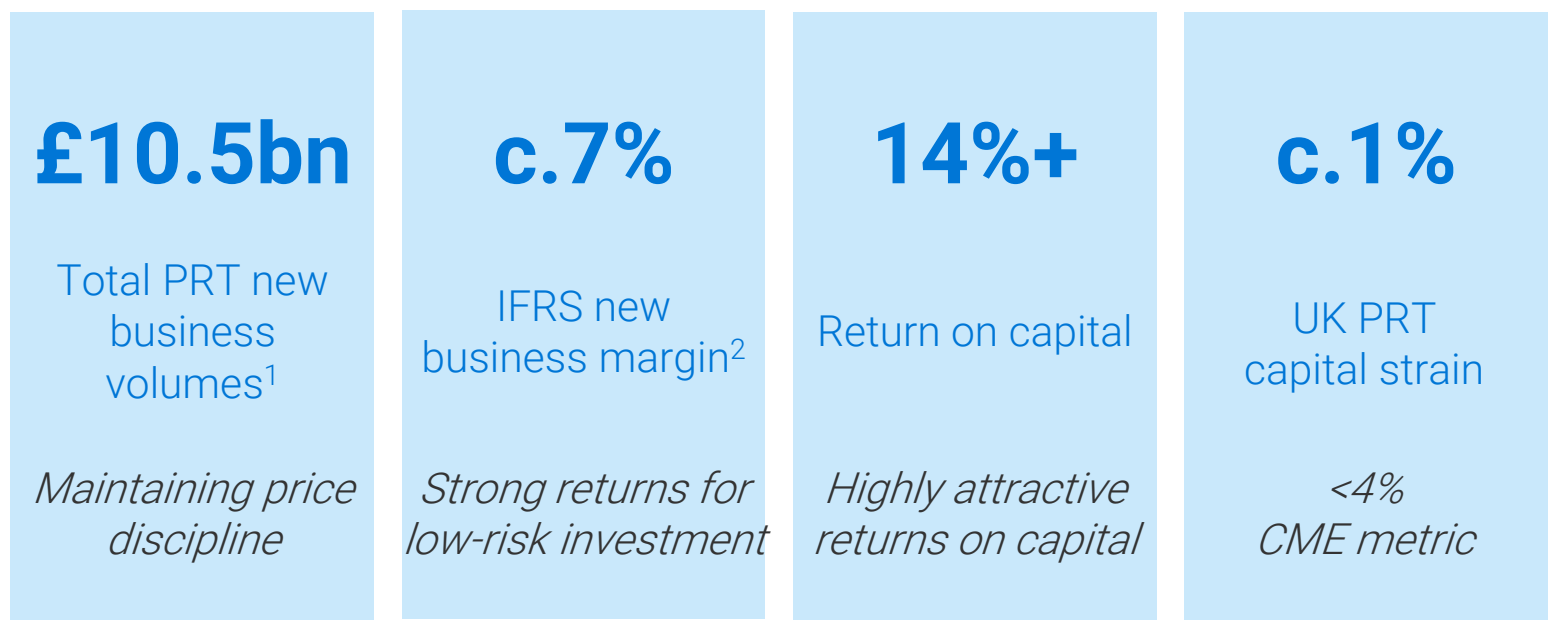 £10.5bn
Total PRT new
business
volumes¹
Maintaining price
discipline
c.7%
IFRS new
business margin²
Strong returns for
low-risk investment
14%+
Return on capital
Highly attractive
returns on capital
c.1%
UK PRT
capital strain
<4%
CME metric